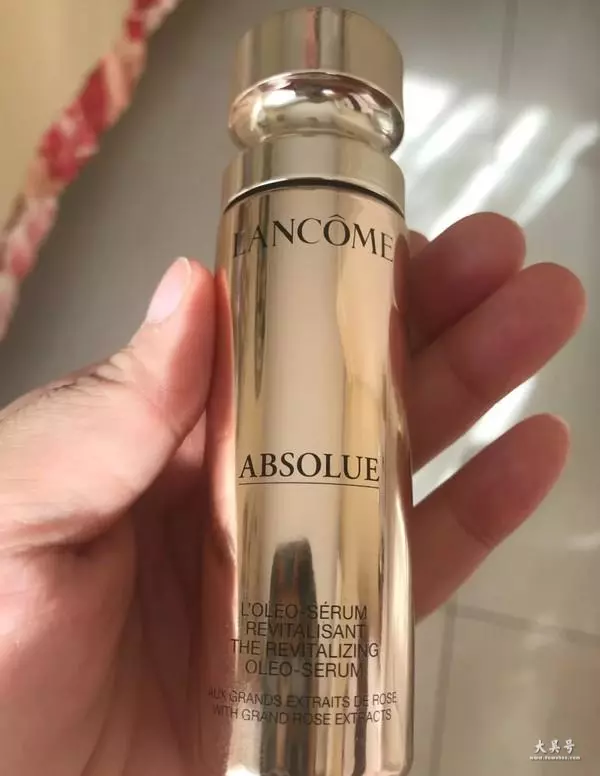 LANCÔME
ABSOLUE
L'OLEO-SÉRUM
REVITALISANT
THE REVITALIZING
OLEO-SERUM
AUX GRANDS EXTRAITS DE ROSE
WITH GRAND ROSE EXTRACTS
大具号